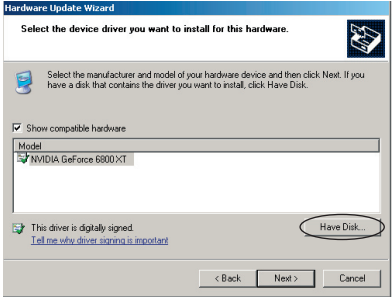 Hardware Update Wizard
Select the device driver you want to install for this hardware.
Select the manufacturer and model of your hardware device and then click Next. If you
have a disk that contains the driver you want to install, click Have Disk.
Show compatible hardware
Model
NVIDIA GeForce 6800 XT
This driver is digitally signed.
Have Disk...
Tell me why driver signing is important
< Back
Next >
Cancel